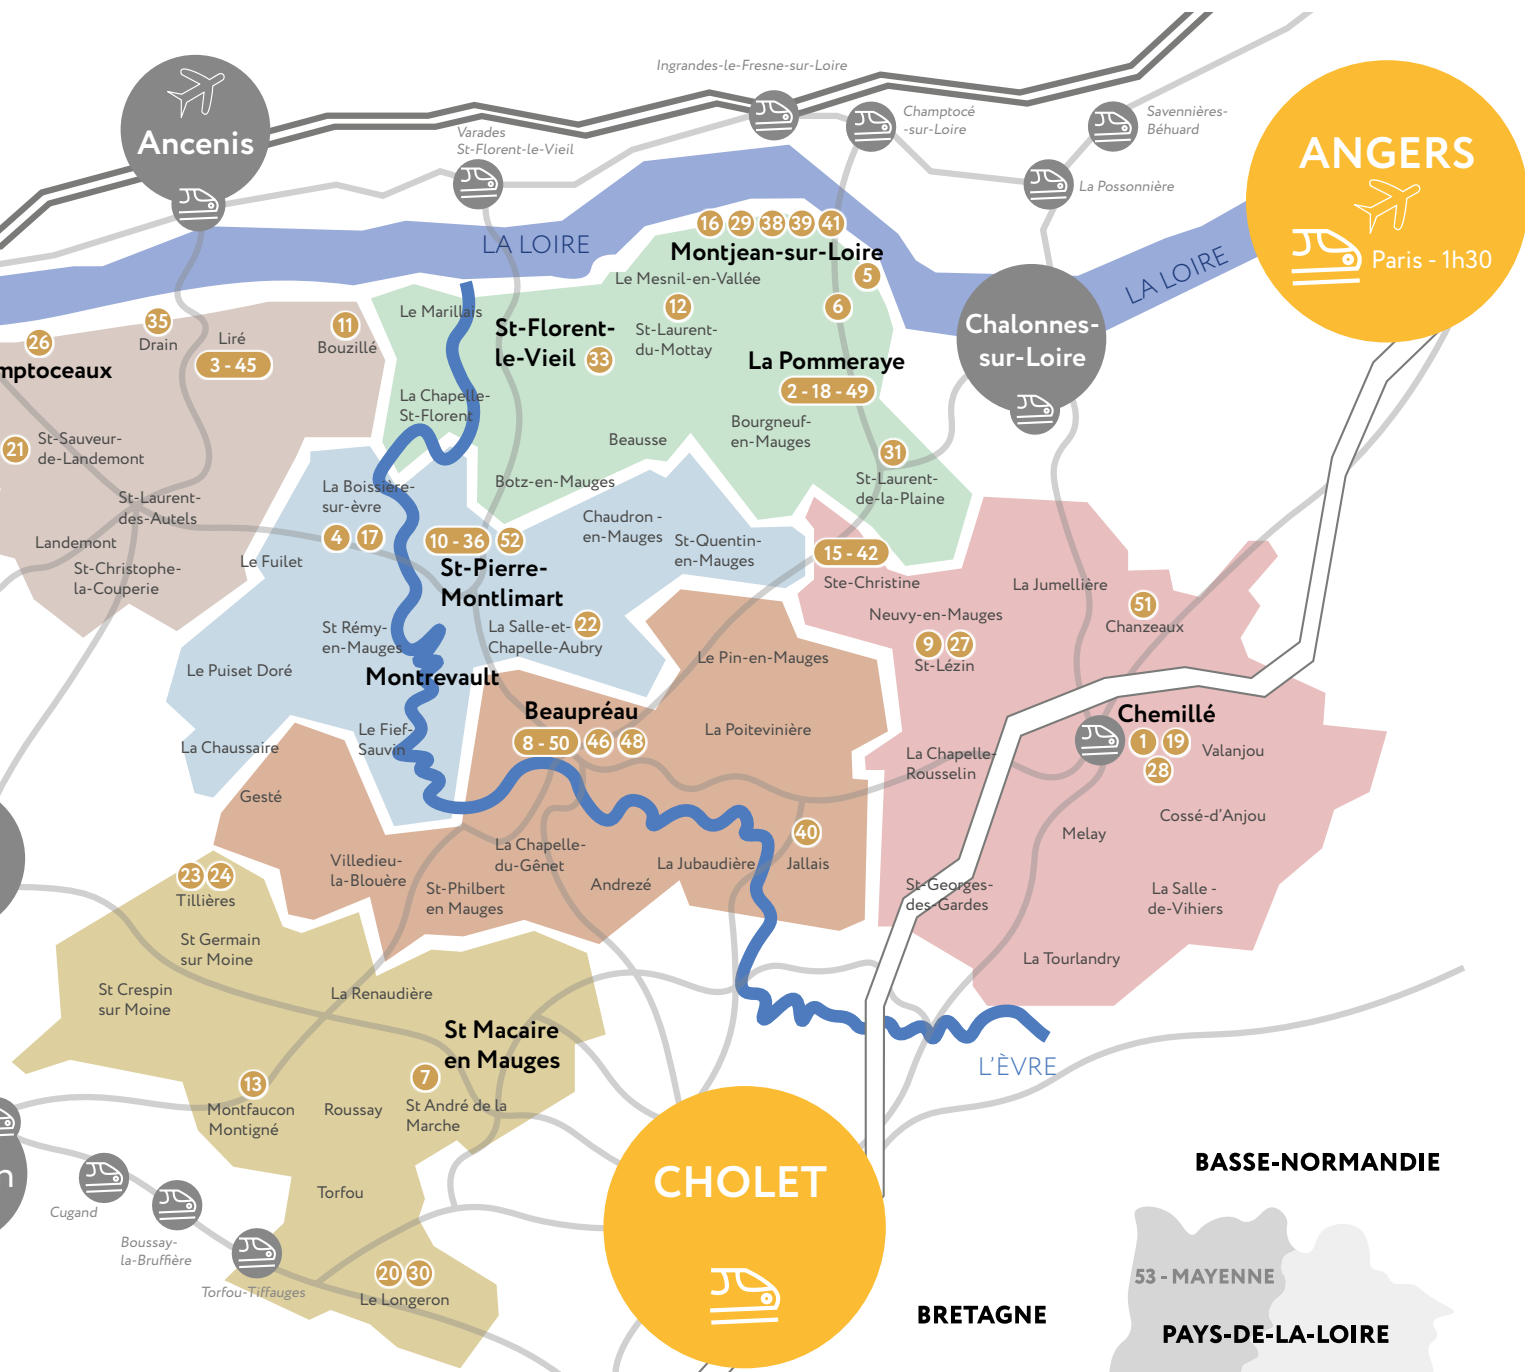 Ingrandes-le-Fresne-sur-Loire
Ancenis
Varades
St-Florent-le-Vieil
Champtocé
-sur-Loire
Savennières-
Béhuard
La Possonnière
ANGERS
Paris - 1h30
LA LOIRE
LA LOIRE
16
29
38
39
41
Montjean-sur-Loire
5
Le Mesnil-en-Vallée
12
6
St-Laurent-
du-Mottay
Le Marillais
St-Florent-
le-Vieil
33
La Pommeraye
2 - 18 - 49
Chalonnes-
sur-Loire
26
mptoceaux
35
Drain
Liré
3 - 45
11
Bouzillé
La Chapelle-
St-Florent
Beausse
Bourgneuf-
en-Mauges
31
St-Laurent-
de-la-Plaine
Botz-en-Mauges
21
St-Sauveur-
de-Landemont
St-Laurent-
des-Autels
Landemont
St-Christophe-
la-Couperie
La Boissière-
sur-èvre
4
17
Le Fuilet
10 - 36
52
St-Pierre-
Montlimart
Chaudron -
en-Mauges
St-Quentin-
en-Mauges
22
La Salle-et-
Chapelle-Aubry
St Rémy-
en-Mauges
Le Puiset Doré
Montrevault
La Chaussaire
Le Fief-
Sauvin
15 - 42
Ste-Christine
La Jumellière
Neuvy-en-Mauges
9
27
St-Lézin
51
Chanzeaux
Le Pin-en-Mauges
Beaupréau
8 - 50
46
48
La Poitevinière
Chemillé
1
19
28
Valanjou
La Chapelle-
Rousselin
Cossé-d'Anjou
Melay
Gesté
Villedieu-
la-Blouère
La Chapelle-
du-Gênet
St-Philbert
en Mauges
Andrezé
La Jubaudière
40
Jallais
St-Georges-
des-Gardes
La Salle -
de-Vihiers
La Tourlandry
23
24
Tillières
St Germain
sur Moine
St Crespin
sur Moine
La Renaudière
St Macaire
en Mauges
7
St André de la
Marche
13
Montfaucon
Montigné
Roussay
L'ÈVRE
n
Cugand
Boussay-
la-Bruffière
Torfou
Torfou-Tiffauges
20
30
Le Longeron
CHOLET
BASSE-NORMANDIE
53 - MAYENNE
BRETAGNE
PAYS-DE-LA-LOIRE